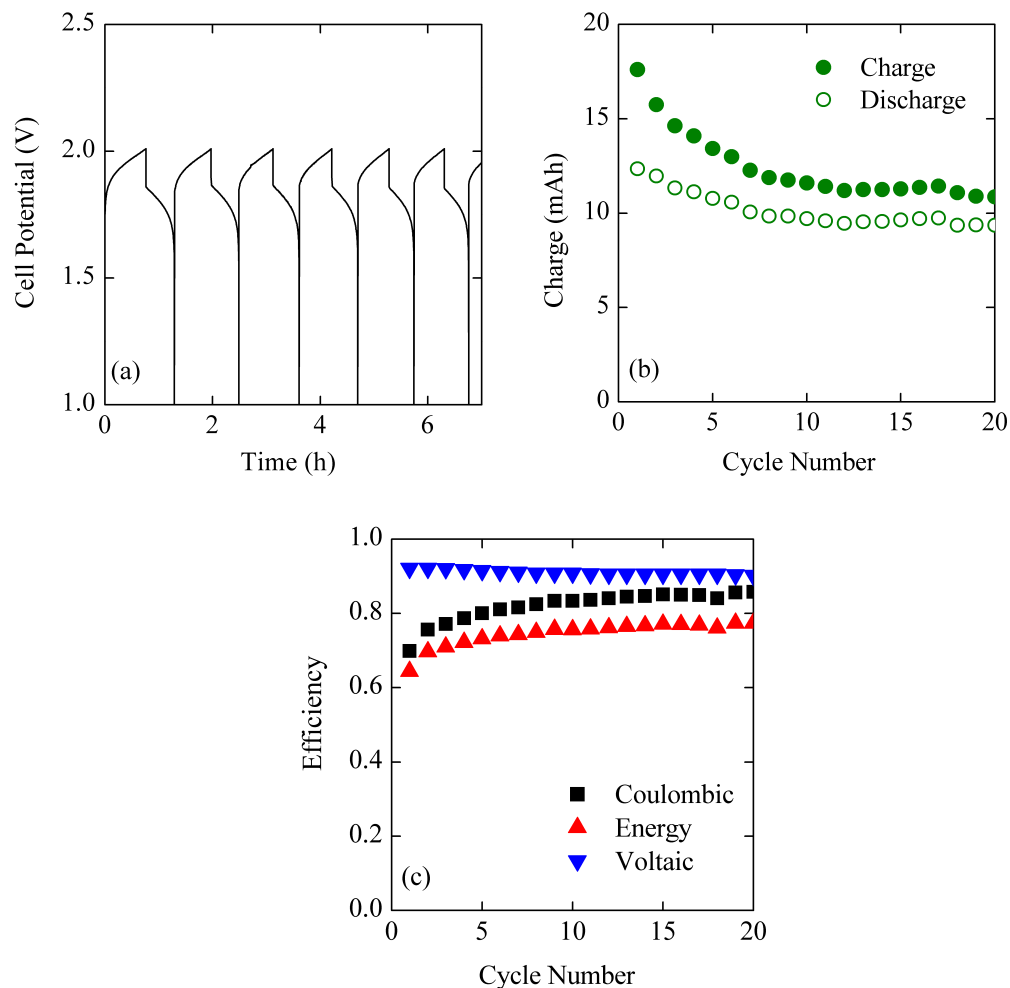 2.5
2.0
1.5
1.0
Cell Potential (V)
(a)
0 2 4 6
Time (h)
20
15
10
5
0
Charge (mAh)
Charge
Discharge
(b)
0 5 10 15 20
Cycle Number
1.0
0.8
0.6
0.4
0.2
0.0
Efficiency
Coulombic
Energy
Voltaic
(c)
0 5 10 15 20
Cycle Number